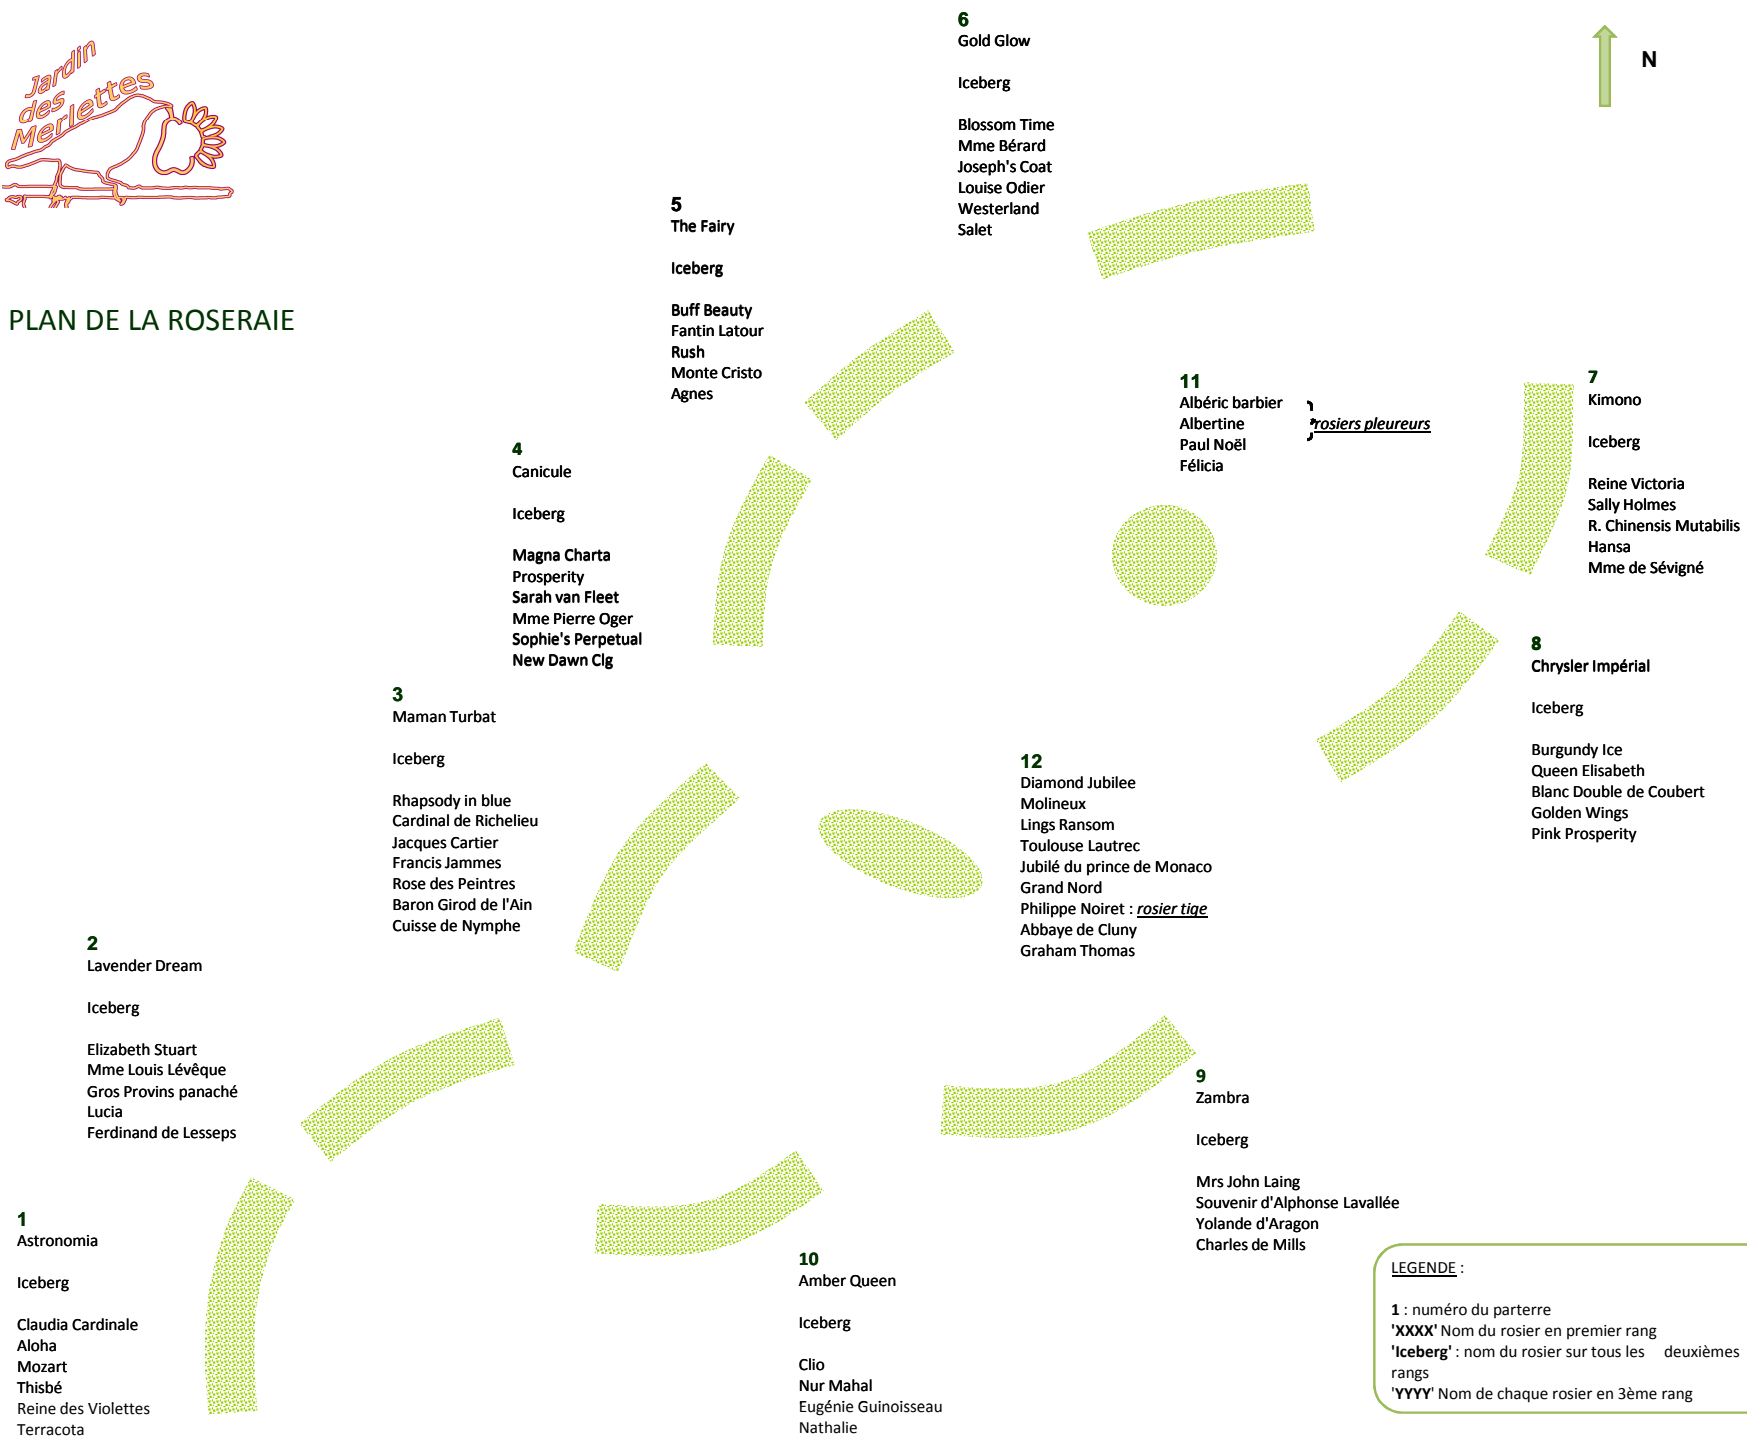 Jardin
des
Merlettes
PLAN DE LA ROSERAIE
N
6
Gold Glow
Iceberg
Blossom Time
Mme Bérard
Joseph's Coat
Louise Odier
Westerland
Salet
5
The Fairy
Iceberg
Buff Beauty
Fantin Latour
Rush
Monte Cristo
Agnes
11
Albéric barbier
Albertine
Paul Noël
Félicia
rosiers pleureurs
7
Kimono
Iceberg
Reine Victoria
Sally Holmes
R. Chinensis Mutabilis
Hansa
Mme de Sévigné
4
Canicule
Iceberg
Magna Charta
Prosperity
Sarah van Fleet
Mme Pierre Oger
Sophie's Perpetual
New Dawn Clg
8
Chrysler Impérial
Iceberg
Burgundy Ice
Queen Elisabeth
Blanc Double de Coubert
Golden Wings
Pink Prosperity
3
Maman Turbat
Iceberg
Rhapsody in blue
Cardinal de Richelieu
Jacques Cartier
Francis Jammes
Rose des Peintres
Baron Girod de l'Ain
Cuisse de Nymphe
12
Diamond Jubilee
Molineux
Lings Ransom
Toulouse Lautrec
Jubilé du prince de Monaco
Grand Nord
Philippe Noiret : rosier tige
Abbaye de Cluny
Graham Thomas
2
Lavender Dream
Iceberg
Elizabeth Stuart
Mme Louis Lévêque
Gros Provins panaché
Lucia
Ferdinand de Lesseps
9
Zambra
Iceberg
Mrs John Laing
Souvenir d'Alphonse Lavallée
Yolande d'Aragon
Charles de Mills
1
Astronomia
Iceberg
Claudia Cardinale
Aloha
Mozart
Thisbé
Reine des Violettes
Terracota
10
Amber Queen
Iceberg
Clio
Nur Mahal
Eugénie Guinoisseau
Nathalie
LEGENDE :
1 : numéro du parterre
'XXXX' Nom du rosier en premier rang
'Iceberg' : nom du rosier sur tous les deuxièmes
rangs
'YYYY' Nom de chaque rosier en 3ème rang